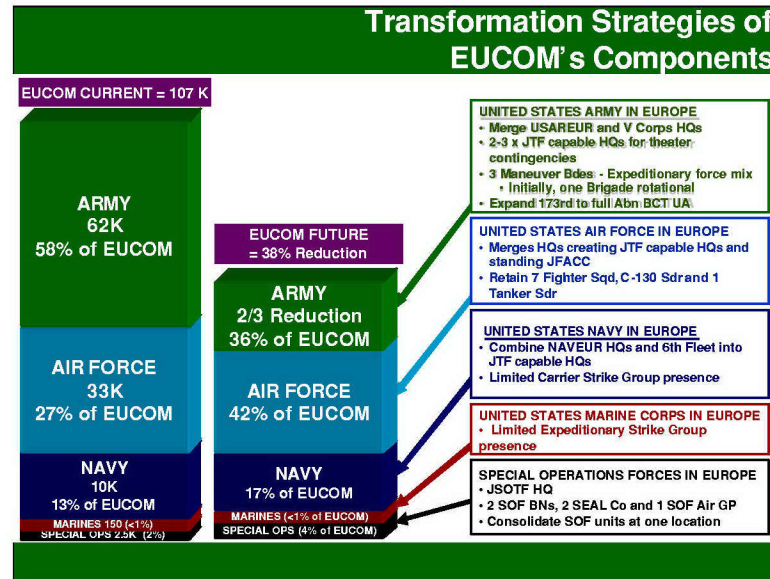 Transformation Strategies of
EUCOM's Components
EUCOM CURRENT = 107 K
ARMY
62K
58% of EUCOM
AIR FORCE
33K
27% of EUCOM
NAVY
10K
13% of EUCOM
MARINES 150 (<1%)
SPECIAL OPS 2.5K (2%)
EUCOM FUTURE
= 38% Reduction
ARMY
2/3 Reduction
36% of EUCOM
AIR FORCE
42% of EUCOM
NAVY
17% of EUCOM
MARINES (<1% of EUCOM)
SPECIAL OPS (4% of EUCOM)
UNITED STATES ARMY IN EUROPE
• Merge USAREUR and V Corps HQs
• 2-3 x JTF capable HQs for theater
contingencies
• 3 Maneuver Bdes - Expeditionary force mix
• Initially, one Brigade rotational
• Expand 173rd to full Abn BCT UA
UNITED STATES AIR FORCE IN EUROPE
• Merges HQs creating JTF capable HQs and
standing JFACC
• Retain 7 Fighter Sqd, C-130 Sdr and 1
Tanker Sdr
UNITED STATES NAVY IN EUROPE
• Combine NAVEUR HQs and 6th Fleet into
JTF capable HQs
• Limited Carrier Strike Group presence
UNITED STATES MARINE CORPS IN EUROPE
• Limited Expeditionary Strike Group
presence
SPECIAL OPERATIONS FORCES IN EUROPE
• JSOTF HQ
• 2 SOF BNs, 2 SEAL Co and 1 SOF Air GP
• Consolidate SOF units at one location